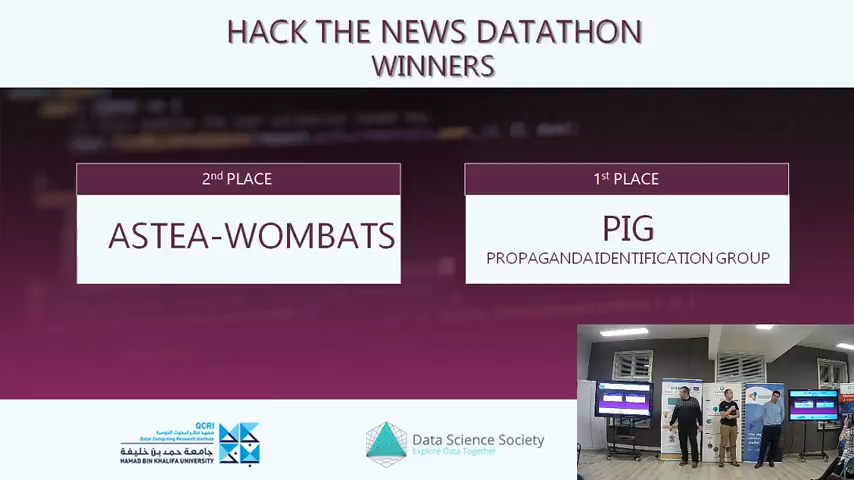 HACK THE NEWS DATATHON
WINNERS
2nd PLACE
ASTEA-WOMBATS
1st PLACE
PIG
PROPAGANDA IDENTIFICATION GROUP
QCRI
معهد قطر لبحوث الحوسبة
Qatar Computing Research Institute
جامعة حمد بن خليفة
HAMAD BIN KHALIFA UNIVERSITY
Data Science Society
Explore Data Together